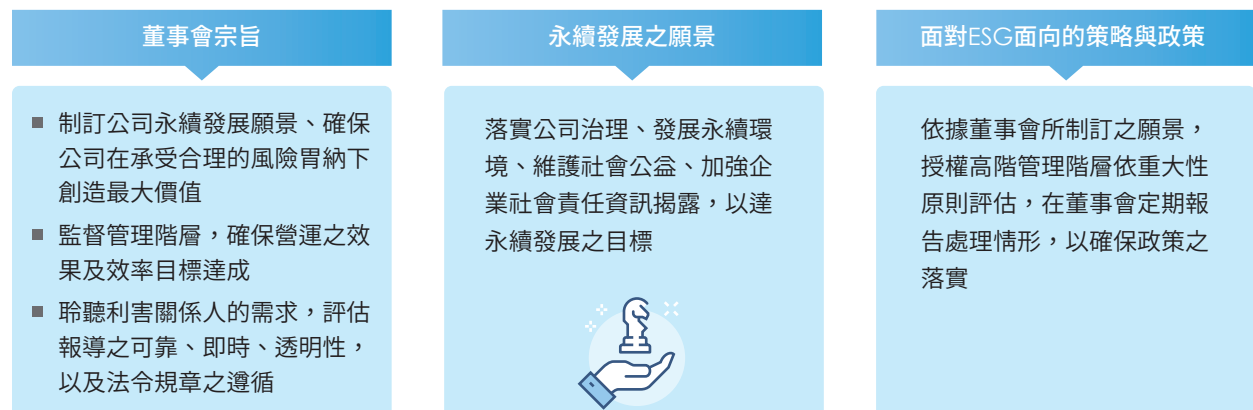 董事會宗旨
制訂公司永續發展願景、確保
公司在承受合理的風險胃納下
創造最大價值
監督管理階層，確保營運之效
果及效率目標達成
聆聽利害關係人的需求，評估
報導之可靠、即時、透明性，
以及法令規章之遵循
永續發展之願景
落實公司治理、發展永續環
境、維護社會公益、加強企
業社會責任資訊揭露，以達
永續發展之目標
面對ESG面向的策略與政策
依據董事會所制訂之願景，
授權高階管理階層依重大性
原則評估，在董事會定期報
告處理情形，以確保政策之
落實